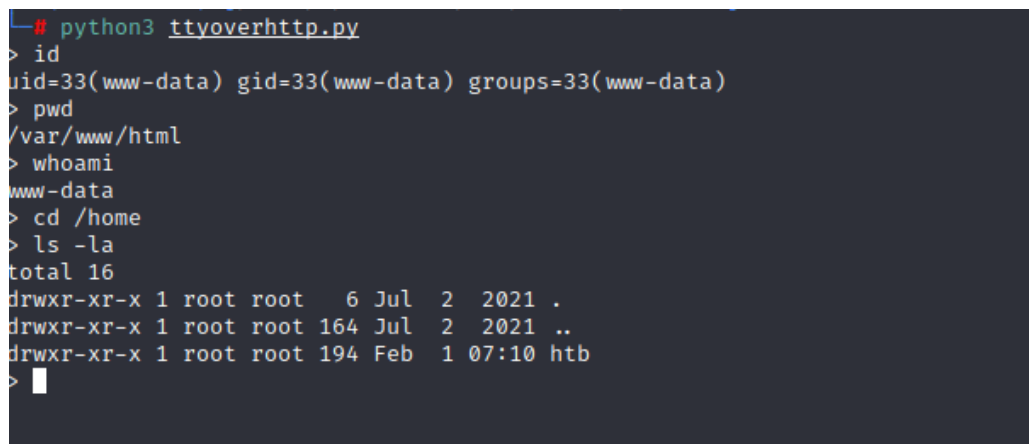 └─# python3 ttyoverhttp.py
> id
uid=33(www-data) gid=33(www-data) groups=33(www-data)
> pwd
/var/www/html
> whoami
www-data
> cd /home
> ls -la
total 16
drwxr-xr-x 1 root root   6 Jul  2  2021 .
drwxr-xr-x 1 root root 164 Jul  2  2021 ..
drwxr-xr-x 1 root root 194 Feb  1 07:10 htb
>